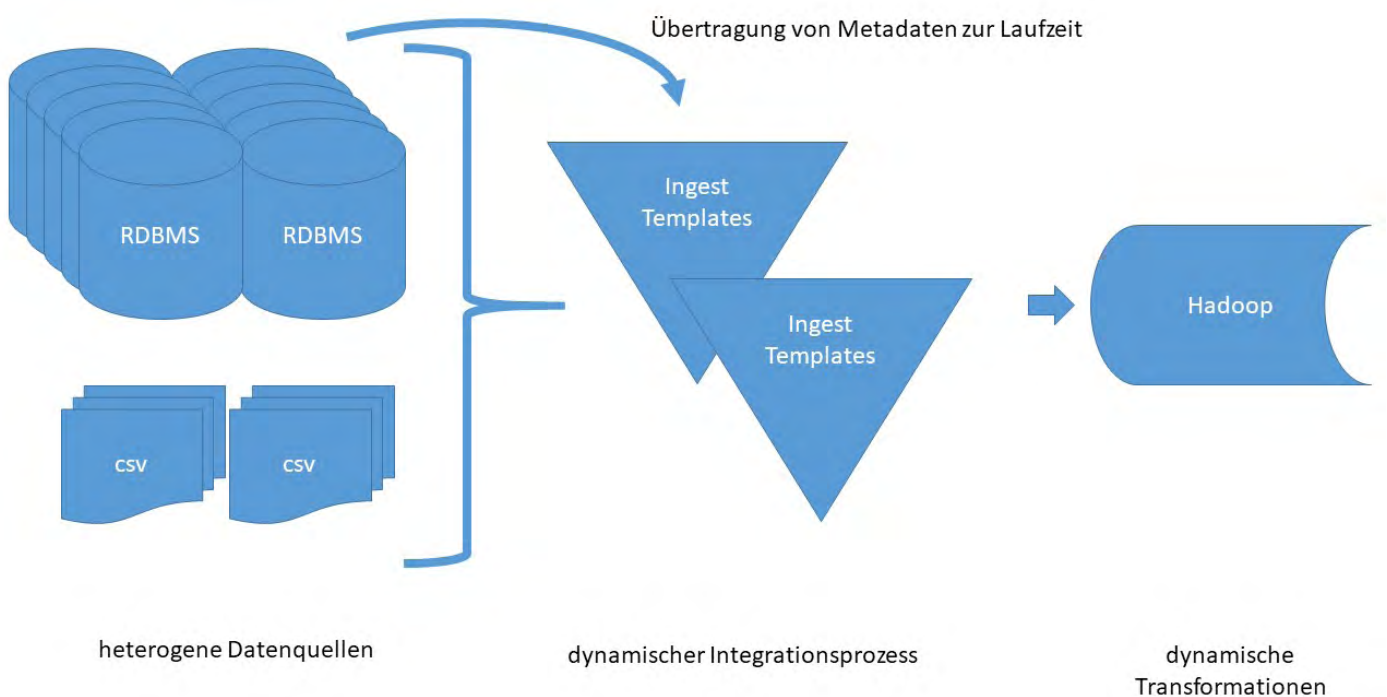 Übertragung von Metadaten zur Laufzeit
RDBMS
RDBMS
csv
csv
Ingest
Templates
Ingest
Templates
Hadoop
heterogene Datenquellen
dynamischer Integrationsprozess
dynamische
Transformationen